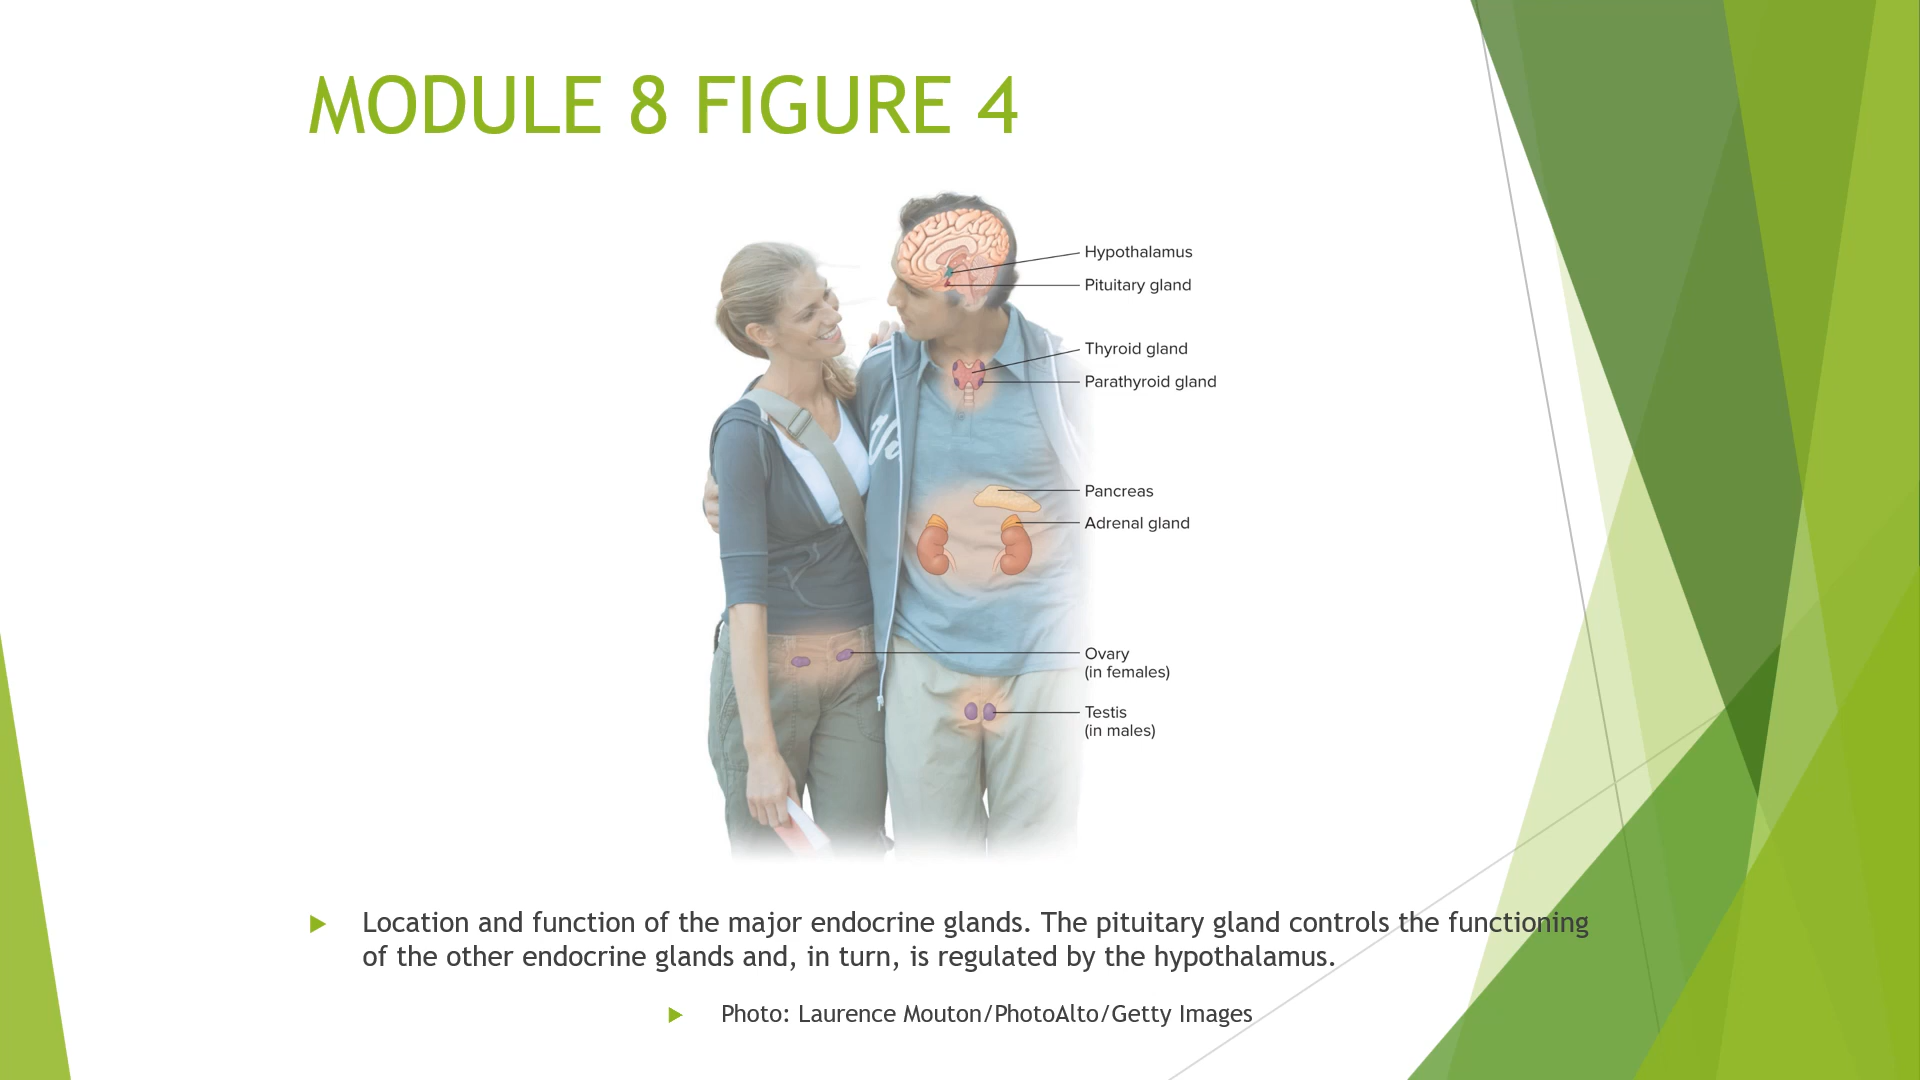 MODULE 8 FIGURE 4
Hypothalamus
Pituitary gland
Thyroid gland
Parathyroid gland
Pancreas
Adrenal gland
Ovary
(in females)
Testis
(in males)
Location and function of the major endocrine glands. The pituitary gland controls the functioning
of the other endocrine glands and, in turn, is regulated by the hypothalamus.
Photo: Laurence Mouton/PhotoAlto/Getty Images